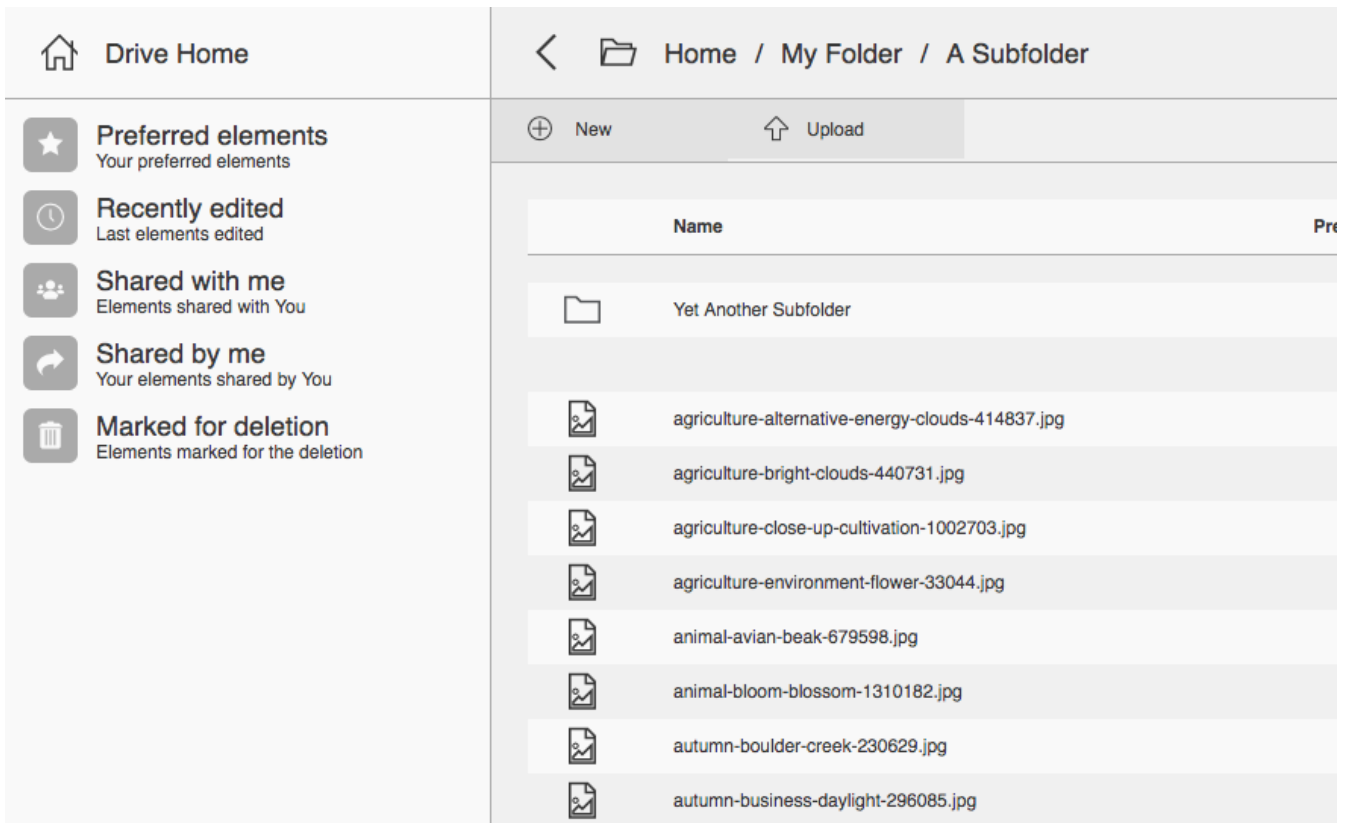 Drive Home
Preferred elements
Your preferred elements
Recently edited
Last elements edited
Shared with me
Elements shared with You
Shared by me
Your elements shared by You
Marked for deletion
Elements marked for the deletion
Home / My Folder / A Subfolder
New Upload
Name Pre
Yet Another Subfolder
agriculture-alternative-energy-clouds-414837.jpg
agriculture-bright-clouds-440731.jpg
agriculture-close-up-cultivation-1002703.jpg
agriculture-environment-flower-33044.jpg
animal-avian-beak-679598.jpg
animal-bloom-blossom-1310182.jpg
autumn-boulder-creek-230629.jpg
autumn-business-daylight-296085.jpg